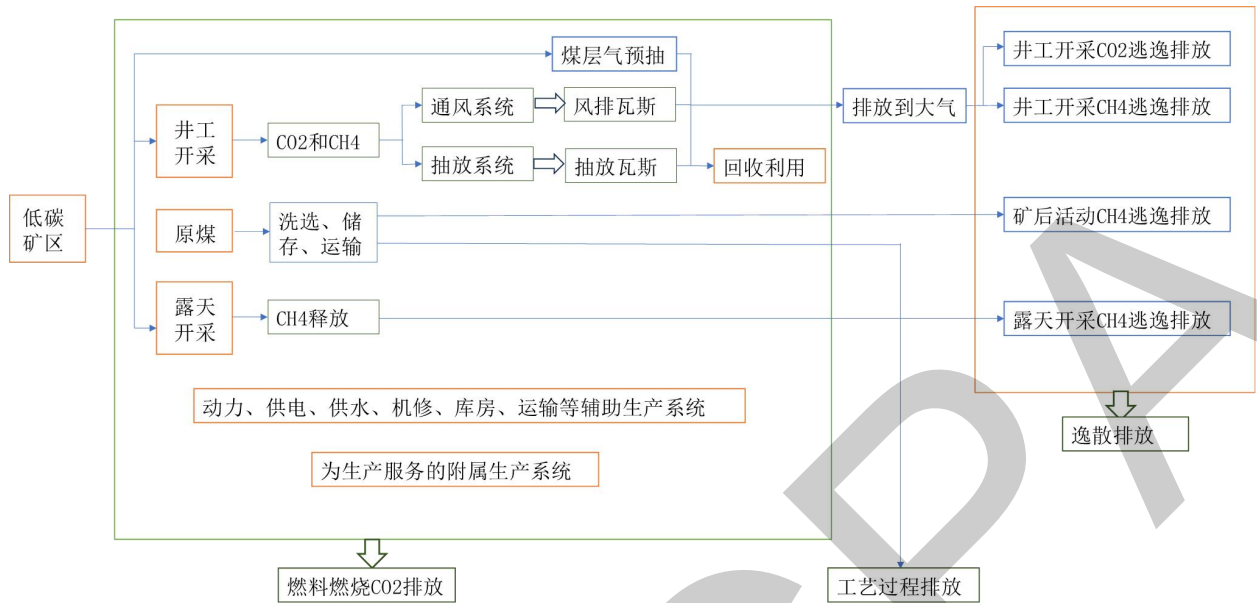 煤层气预抽
井工开采CO2逃逸排放
通风系统
风排瓦斯
排放到大气
井工开采CH4逃逸排放
井工
开采
CO2和CH4
抽放系统
抽放瓦斯
回收利用
低碳
矿区
原煤
洗选、储
存、运输
矿后活动CH4逃逸排放
露天
开采
CH4释放
露天开采CH4逃逸排放
动力、供电、供水、机修、库房、运输等辅助生产系统
逸散排放
为生产服务的附属生产系统
燃料燃烧CO2排放
工艺过程排放